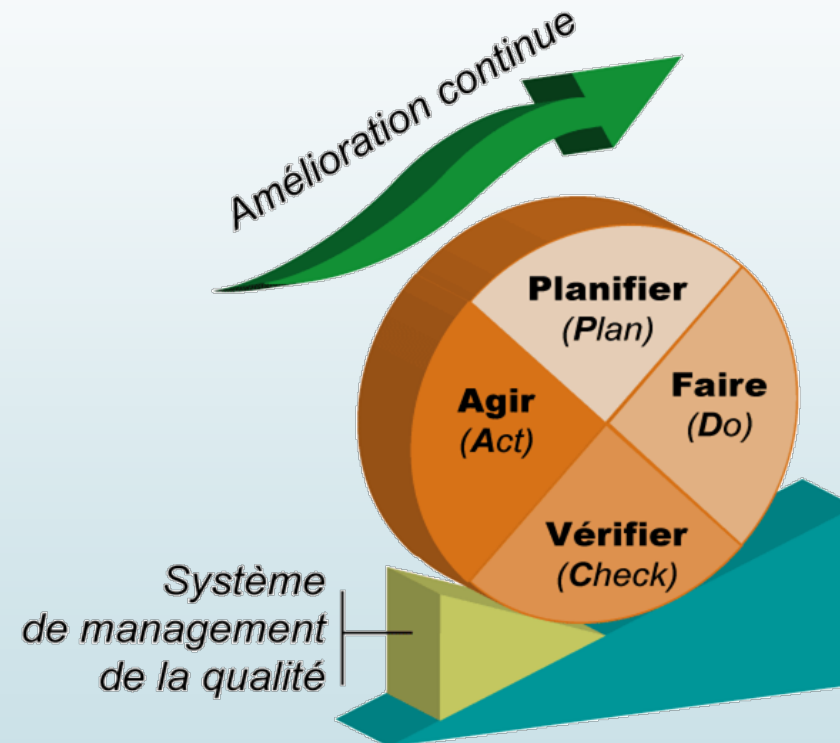 Amélioration continue
Planifier
(Plan)
Faire
(Do)
Agir
(Act)
Vérifier
(Check)
Système
de management
de la qualité